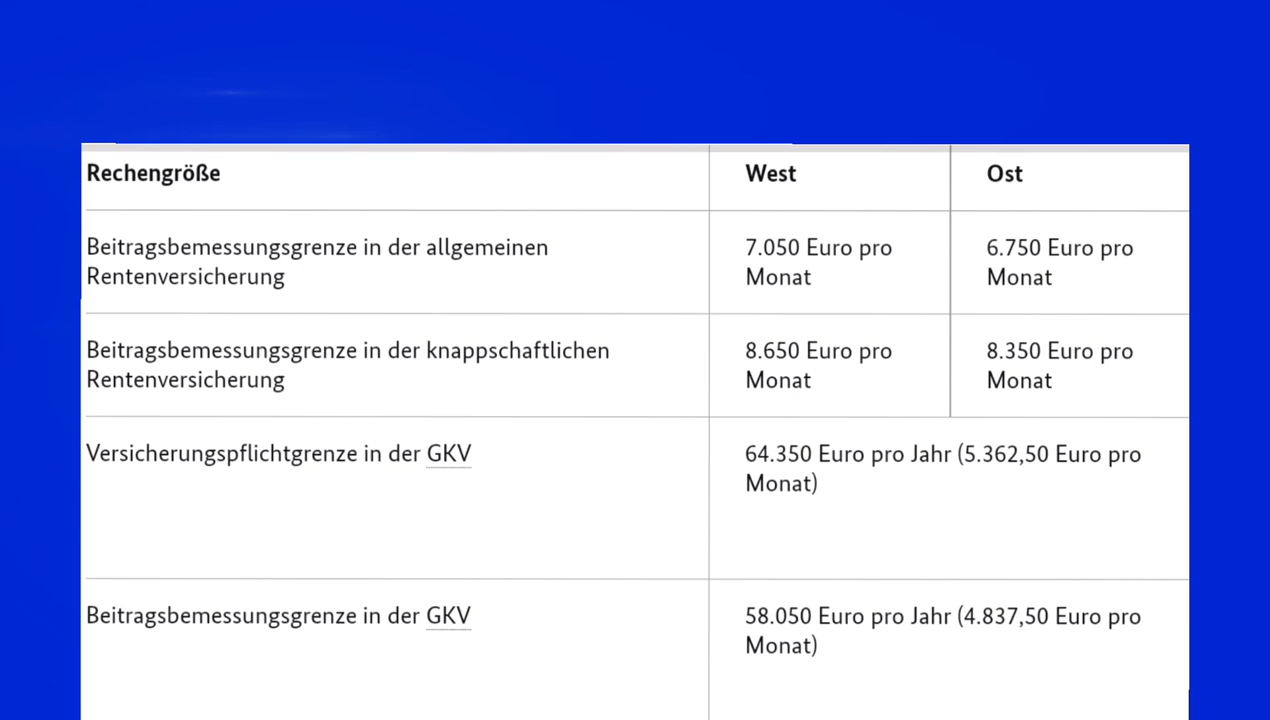 Rechengröße West Ost
Beitragsbemessungsgrenze in der allgemeinen
Rentenversicherung
7.050 Euro pro
Monat
6.750 Euro pro
Monat
Beitragsbemessungsgrenze in der knappschaftlichen
Rentenversicherung
8.650 Euro pro
Monat
8.350 Euro pro
Monat
Versicherungspflichtgrenze in der GKV
64.350 Euro pro Jahr (5.362,50 Euro pro
Monat)
Beitragsbemessungsgrenze in der GKV
58.050 Euro pro Jahr (4.837,50 Euro pro
Monat)